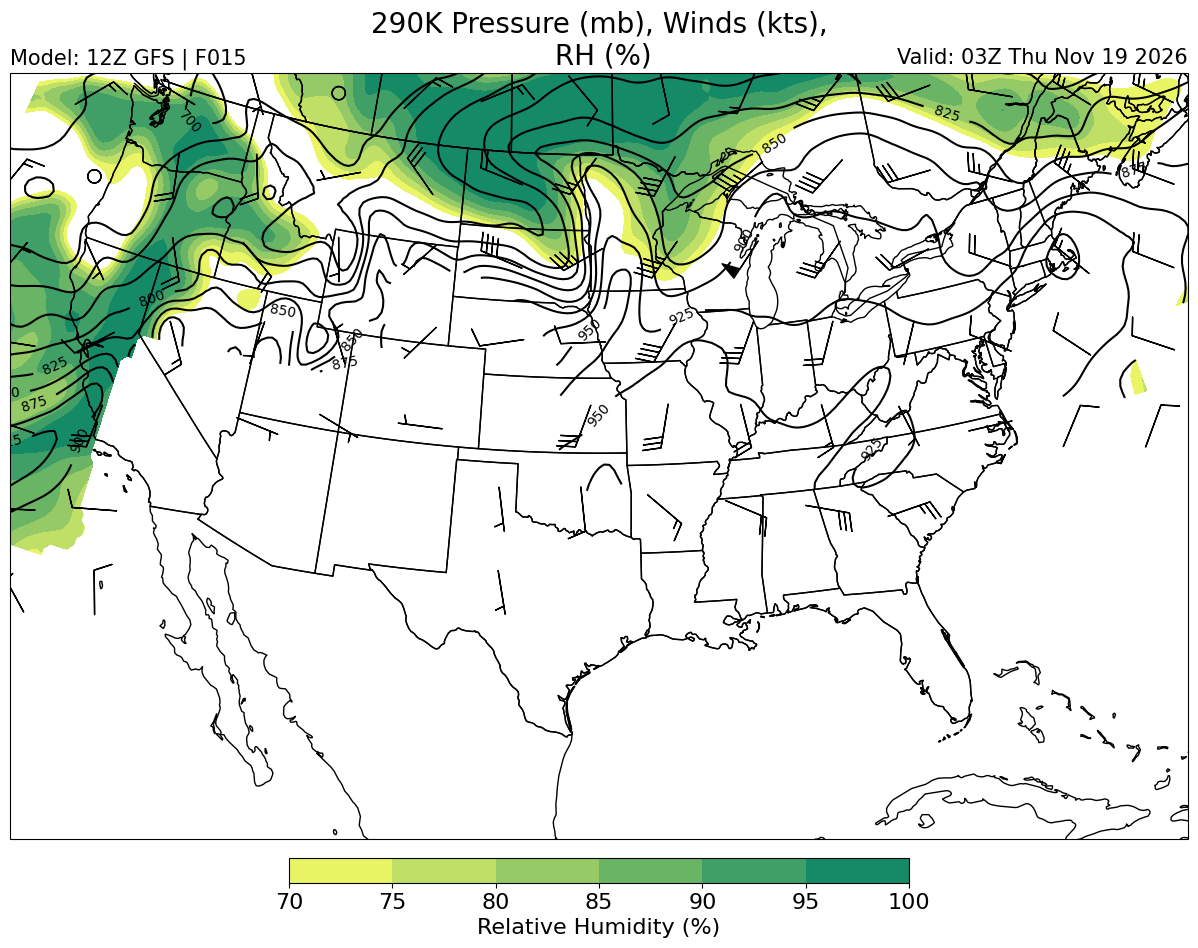 290K Pressure (mb), Winds (kts),
RH (%)
Model: 12Z GFS | F015
Valid: 03Z Thu Nov 19 2026
700
825
850
875
900
800
850
850
875
925
950
825
875
900
950
925
70 75 80 85 90 95 100
Relative Humidity (%)